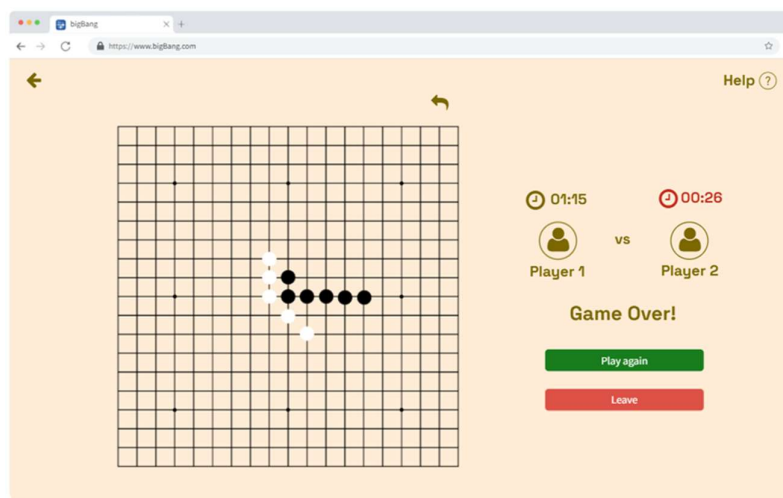 bigBang
https://www.bigBang.com
Help ?
01:15
00:26
vs
Player 1
Player 2
Game Over!
Play again
Leave